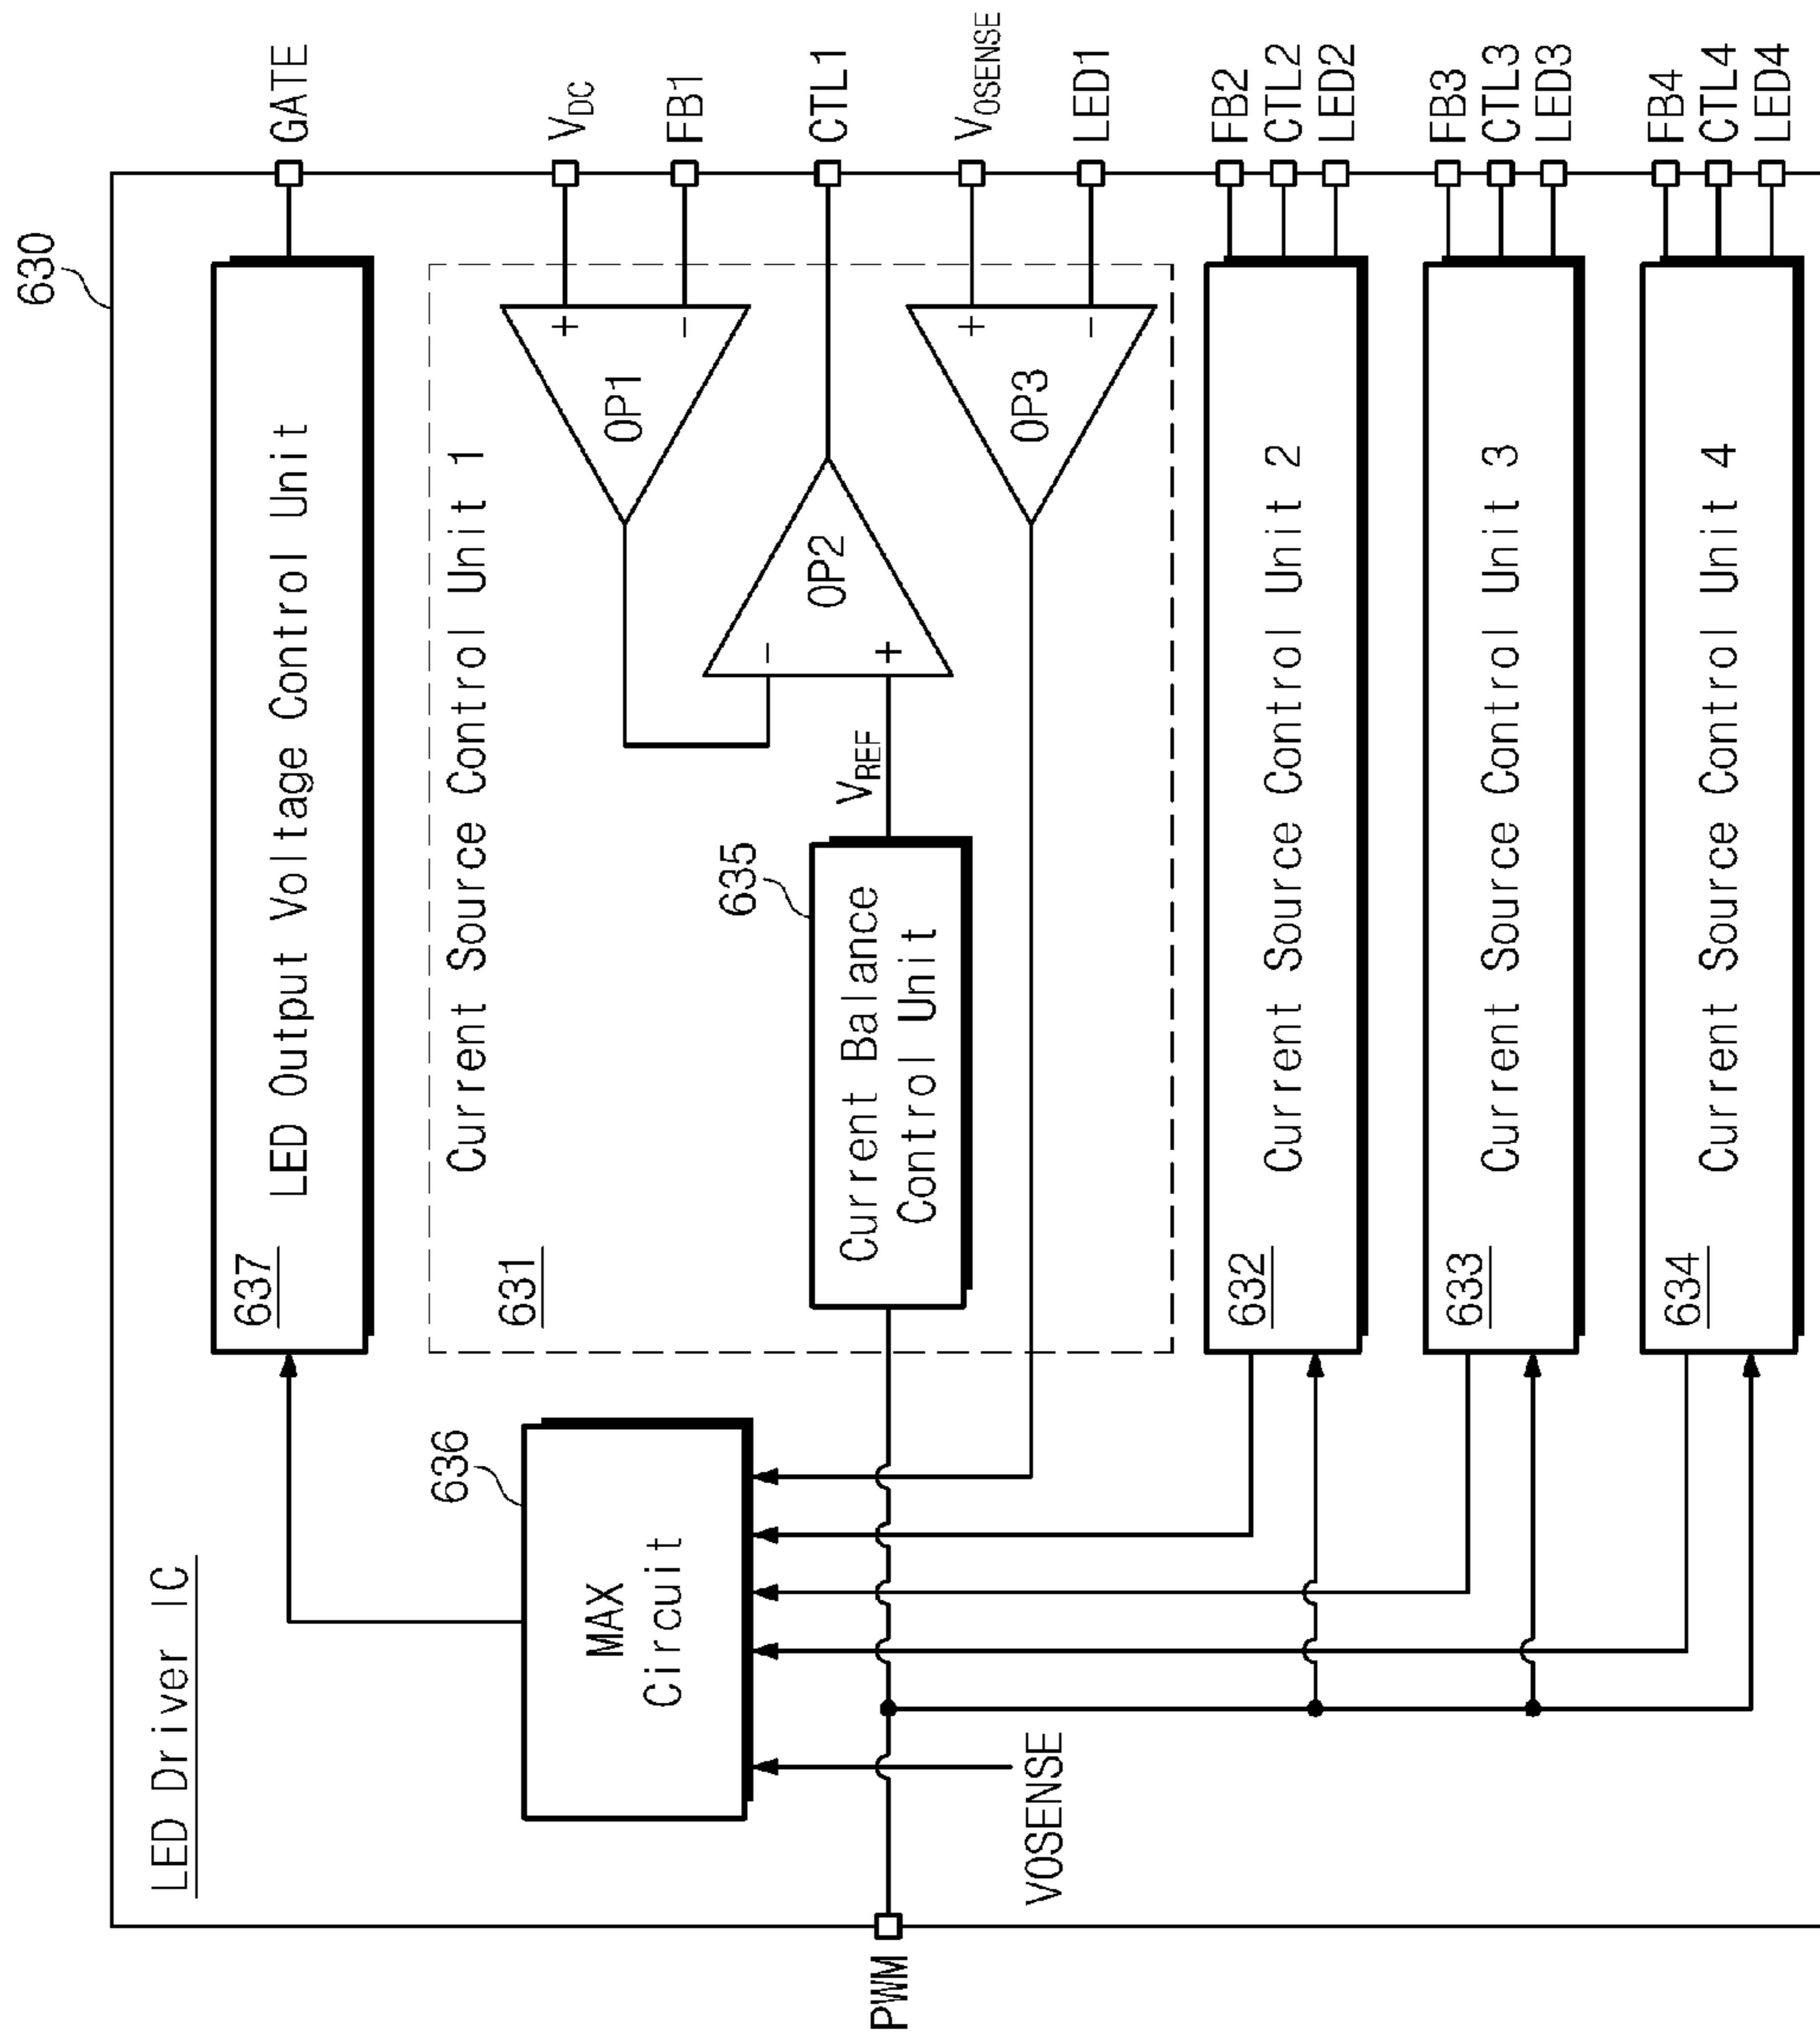 630
LED Driver IC
637
LED Output Voltage Control Unit
GATE
636
MAX
Circuit
VOSENSE
PWM
631
Current Source Control Unit 1
635
Current Balance
Control Unit
VREF
OP1
+
-
OP2
-
+
OP3
+
-
VDC
FB1
CTL1
VOSENSE
LED1
632
Current Source Control Unit 2
FB2
CTL2
LED2
633
Current Source Control Unit 3
FB3
CTL3
LED3
634
Current Source Control Unit 4
FB4
CTL4
LED4